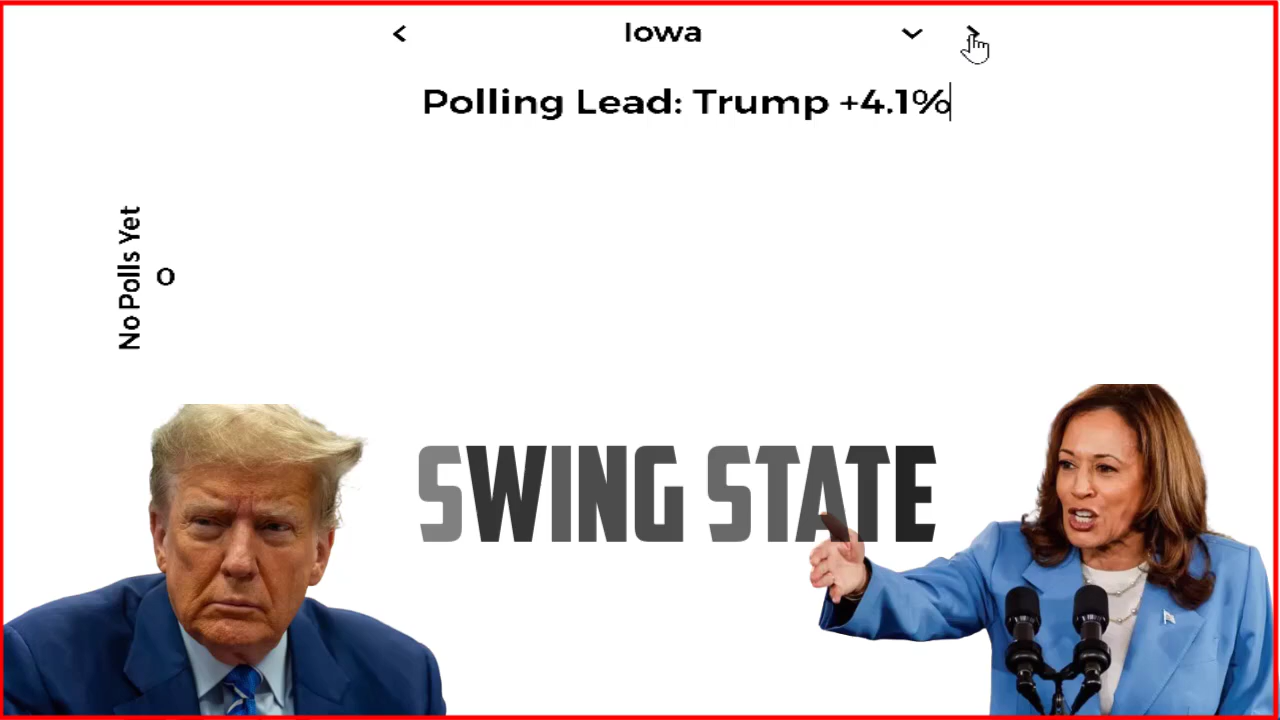 Iowa
Polling Lead: Trump +4.1%
No Polls Yet
0
SWING STATE